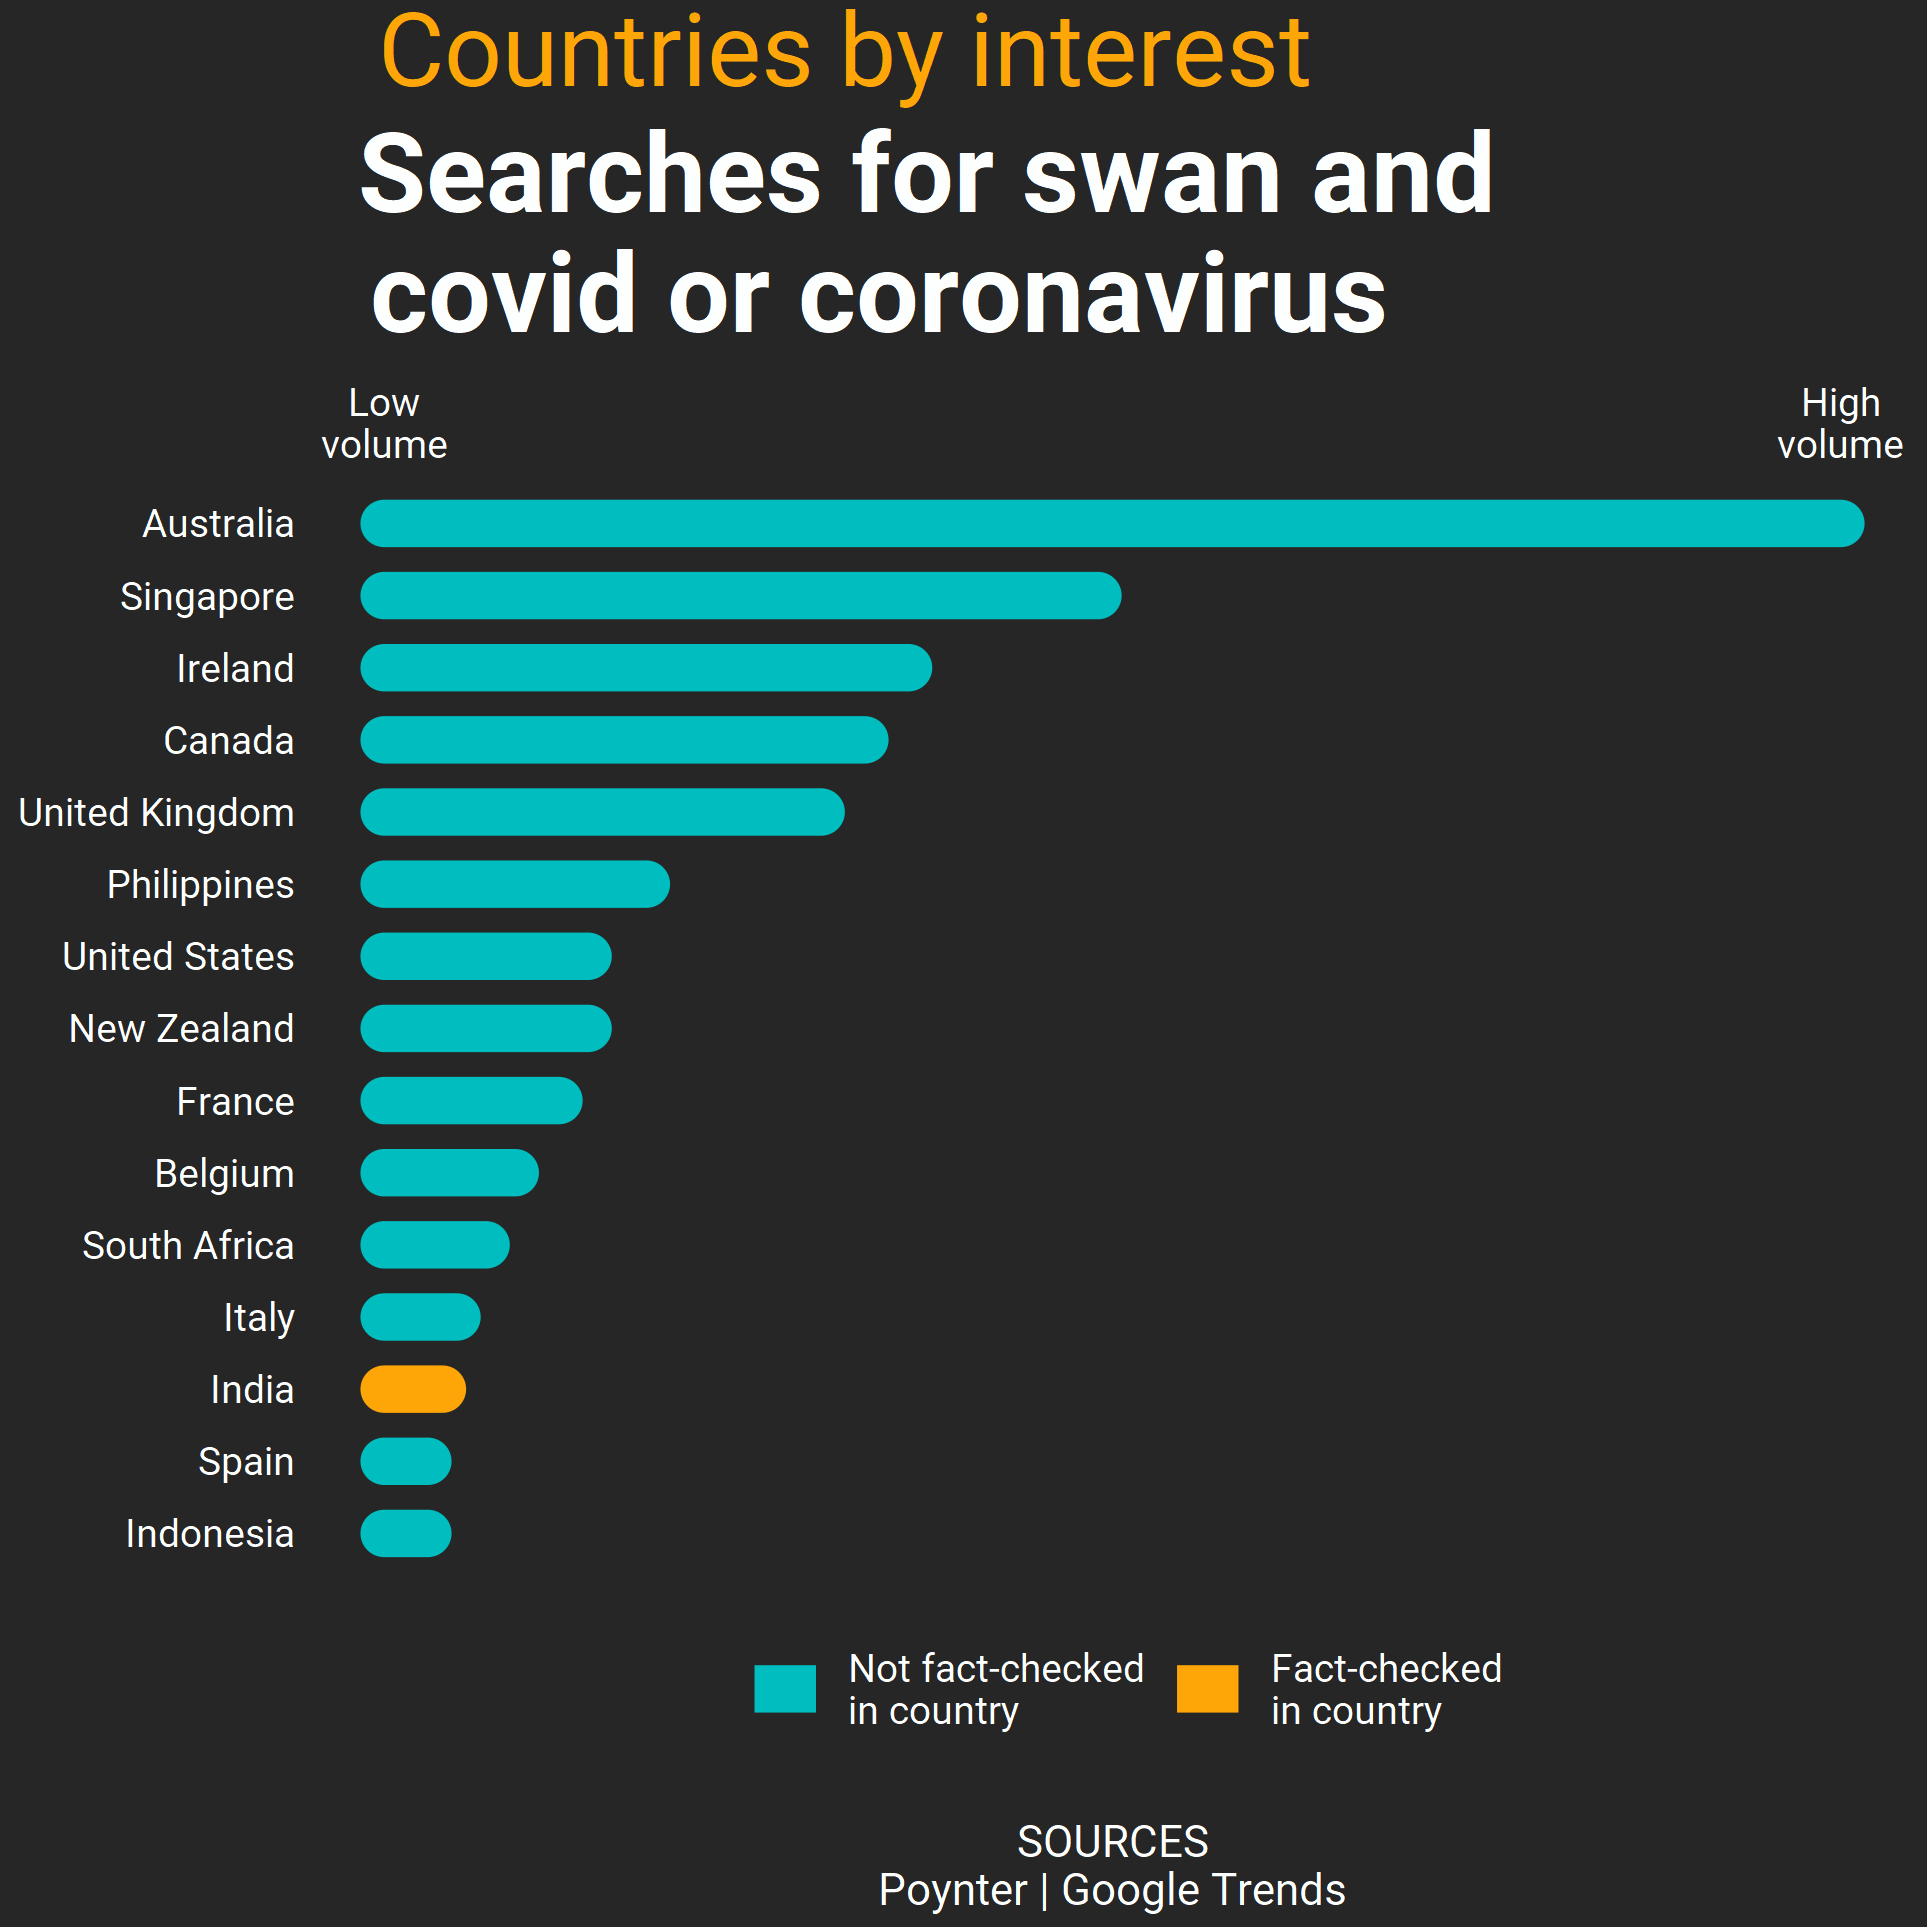 Countries by interest
Searches for swan and
covid or coronavirus
Low
volume
High
volume
Australia
Singapore
Ireland
Canada
United Kingdom
Philippines
United States
New Zealand
France
Belgium
South Africa
Italy
India
Spain
Indonesia
Not fact-checked
in country
Fact-checked
in country
SOURCES
Poynter | Google Trends